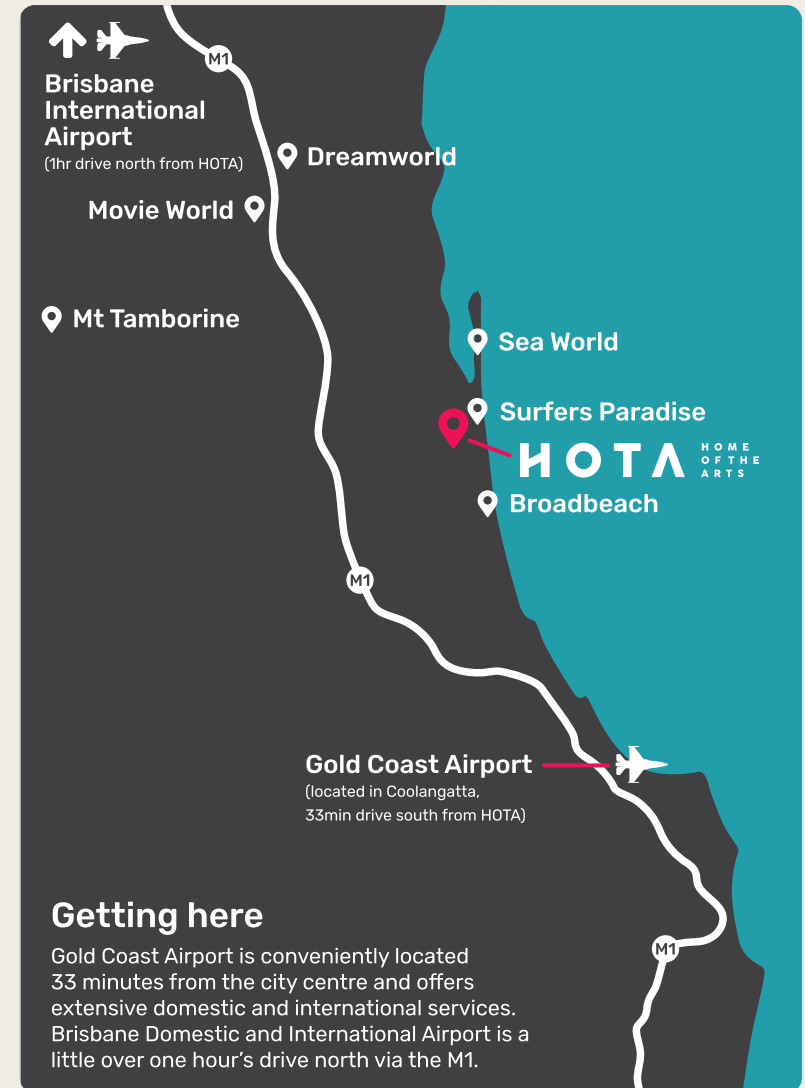 M1
Brisbane
International
Airport
(1hr drive north from HOTA)
Dreamworld
Movie World
Mt Tamborine
Sea World
Surfers Paradise
HOTA
HOME
OF THE
ARTS
Broadbeach
M1
Gold Coast Airport
(located in Coolangatta,
33min drive south from HOTA)
Getting here
M1
Gold Coast Airport is conveniently located
33 minutes from the city centre and offers
extensive domestic and international services.
Brisbane Domestic and International Airport is a
little over one hour’s drive north via the M1.